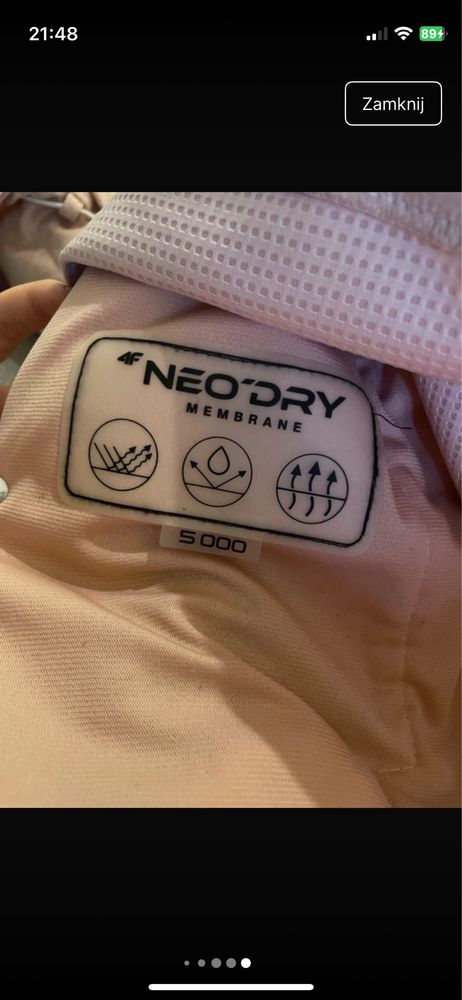 21:48
89
Zamknij
4F NEO'DRY
MEMBRANE
5 000